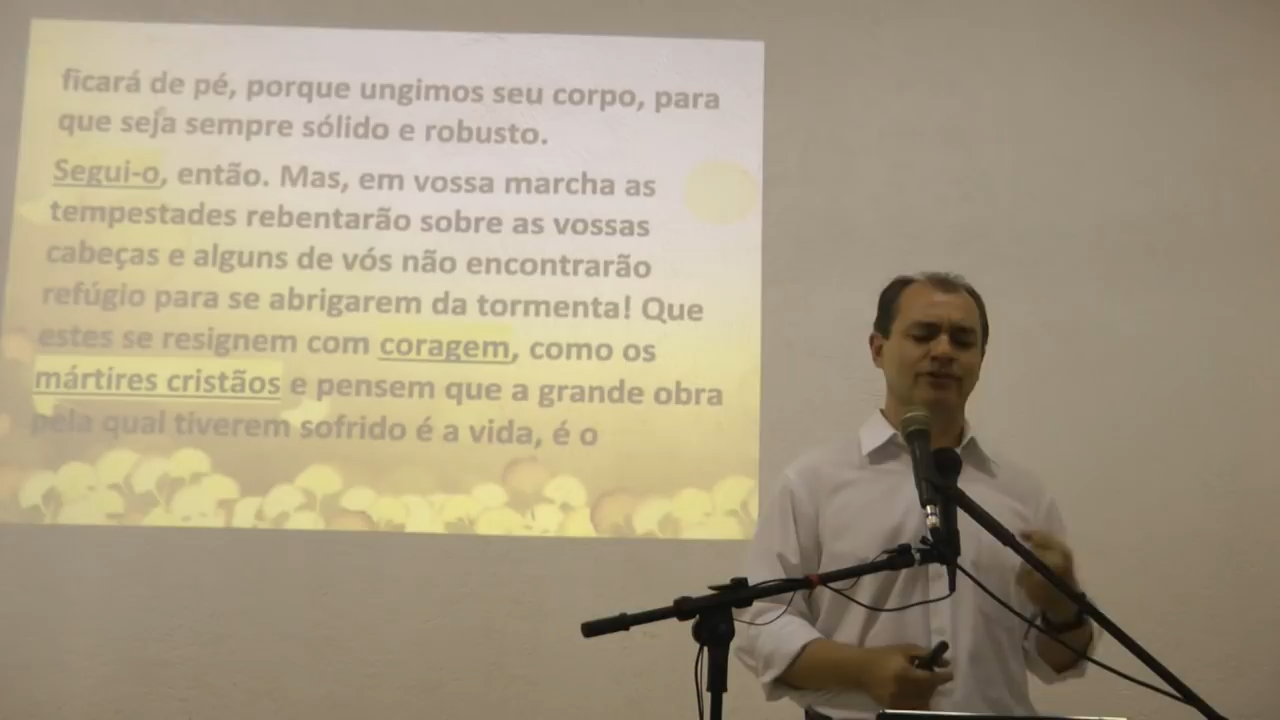 ficará de pé, porque ungimos seu corpo, para
que seja sempre sólido e robusto.
Segui-o, então. Mas, em vossa marcha as
tempestades rebentarão sobre as vossas
cabeças e alguns de vós não encontrarão
refúgio para se abrigarem da tormenta! Que
estes se resignem com coragem, como os
mártires cristãos e pensem que a grande obra
pela qual tiverem sofrido é a vida, é o